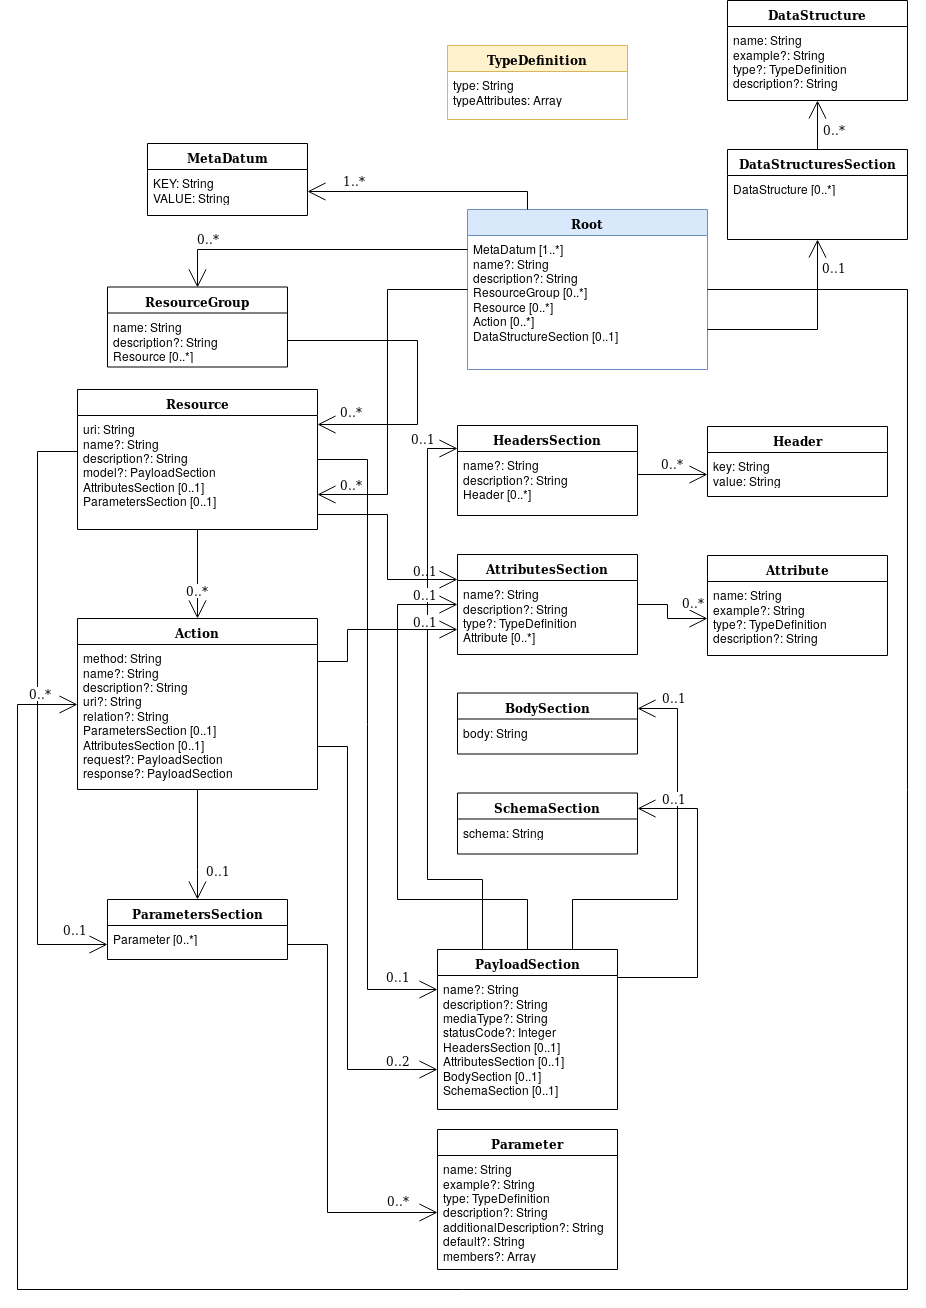 DataStructure
name: String
example?: String
type?: TypeDefinition
description?: String
TypeDefinition
type: String
typeAttributes: Array
0..*
MetaDatum
KEY: String
VALUE: String
1..*
DataStructuresSection
DataStructure [0..*]
Root
MetaDatum [1..*]
name?: String
description?: String
ResourceGroup [0..*]
Resource [0..*]
Action [0..*]
DataStructureSection [0..1]
0..*
0..1
ResourceGroup
name: String
description?: String
Resource [0..*]
Resource
uri: String
name?: String
description?: String
model?: PayloadSection
AttributesSection [0..1]
ParametersSection [0..1]
0..*
0..*
0..1
HeadersSection
name?: String
description?: String
Header [0..*]
0..*
Header
key: String
value: String
0..1
0..1
0..1
AttributesSection
name?: String
description?: String
type?: TypeDefinition
Attribute [0..*]
0..*
Attribute
name: String
example?: String
type?: TypeDefinition
description?: String
0..*
Action
method: String
name?: String
description?: String
uri?: String
relation?: String
ParametersSection [0..1]
AttributesSection [0..1]
request?: PayloadSection
response?: PayloadSection
0..*
BodySection
body: String
0..1
SchemaSection
schema: String
0..1
0..1
ParametersSection
Parameter [0..*]
0..1
PayloadSection
name?: String
description?: String
mediaType?: String
statusCode?: Integer
HeadersSection [0..1]
AttributesSection [0..1]
BodySection [0..1]
SchemaSection [0..1]
0..1
0..2
Parameter
name: String
example?: String
type: TypeDefinition
description?: String
additionalDescription?: String
default?: String
members?: Array
0..*